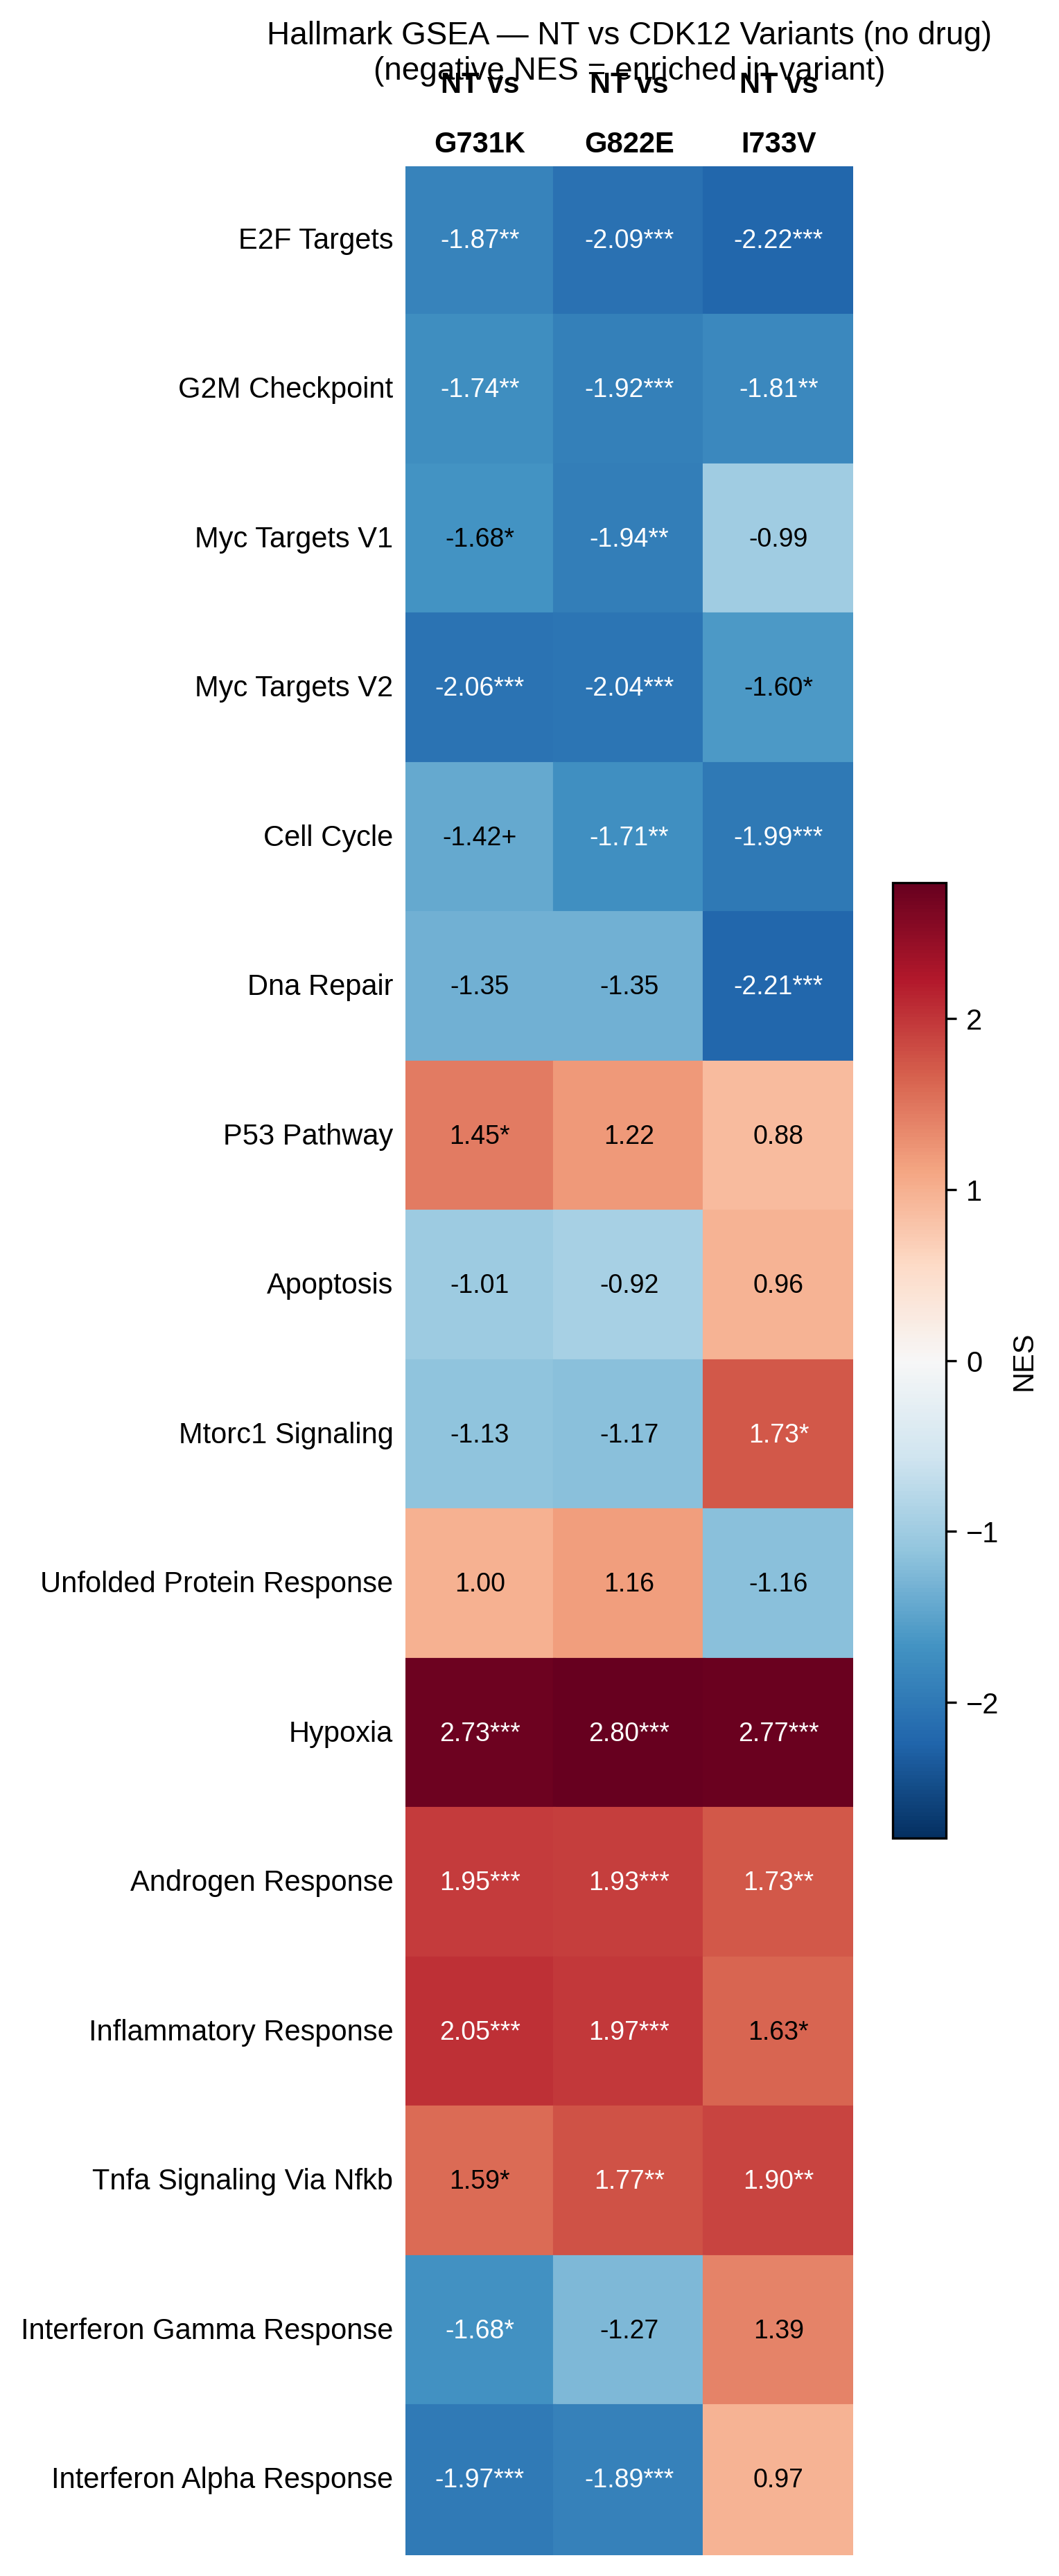 Hallmark GSEA — NT vs CDK12 Variants (no drug)
(negative NES = enriched in variant)
NT vs NT vs NT vs
G731K G822E I733V
E2F Targets -1.87** -2.09*** -2.22***
G2M Checkpoint -1.74** -1.92*** -1.81**
Myc Targets V1 -1.68* -1.94** -0.99
Myc Targets V2 -2.06*** -2.04*** -1.60*
Cell Cycle -1.42+ -1.71** -1.99***
Dna Repair -1.35 -1.35 -2.21***
P53 Pathway 1.45* 1.22 0.88
Apoptosis -1.01 -0.92 0.96
Mtorc1 Signaling -1.13 -1.17 1.73*
Unfolded Protein Response 1.00 1.16 -1.16
Hypoxia 2.73*** 2.80*** 2.77***
Androgen Response 1.95*** 1.93*** 1.73**
Inflammatory Response 2.05*** 1.97*** 1.63*
Tnfa Signaling Via Nfkb 1.59* 1.77** 1.90**
Interferon Gamma Response -1.68* -1.27 1.39
Interferon Alpha Response -1.97*** -1.89*** 0.97
2
1
0
−1
−2
NES